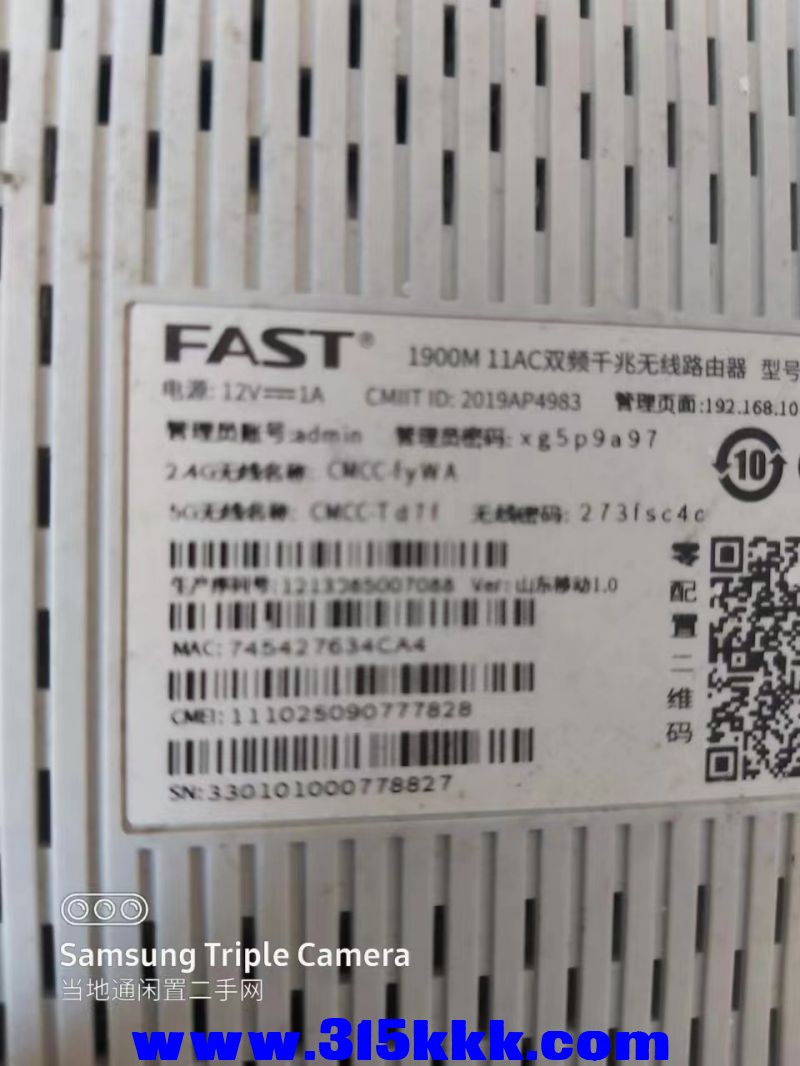 FAST® 1900M 11AC双频千兆无线路由器 型号
电源: 12V⎓1A CMIIT ID: 2019AP4983 管理页面:192.168.10
管理员账号:admin 管理员密码:xg5p9a97
2.4G无线名称: CMCC-fyWA
5G无线名称: CMCC-TdTf 无线密码: 273fsc4c
10
生产序列号: Ver: 山东移动1.0
MAC: 745427634CA4
CMEI: 111025090777828
SN:330101000778827
零配置二维码
Samsung Triple Camera
当地通闲置二手网
www.315kkk.com